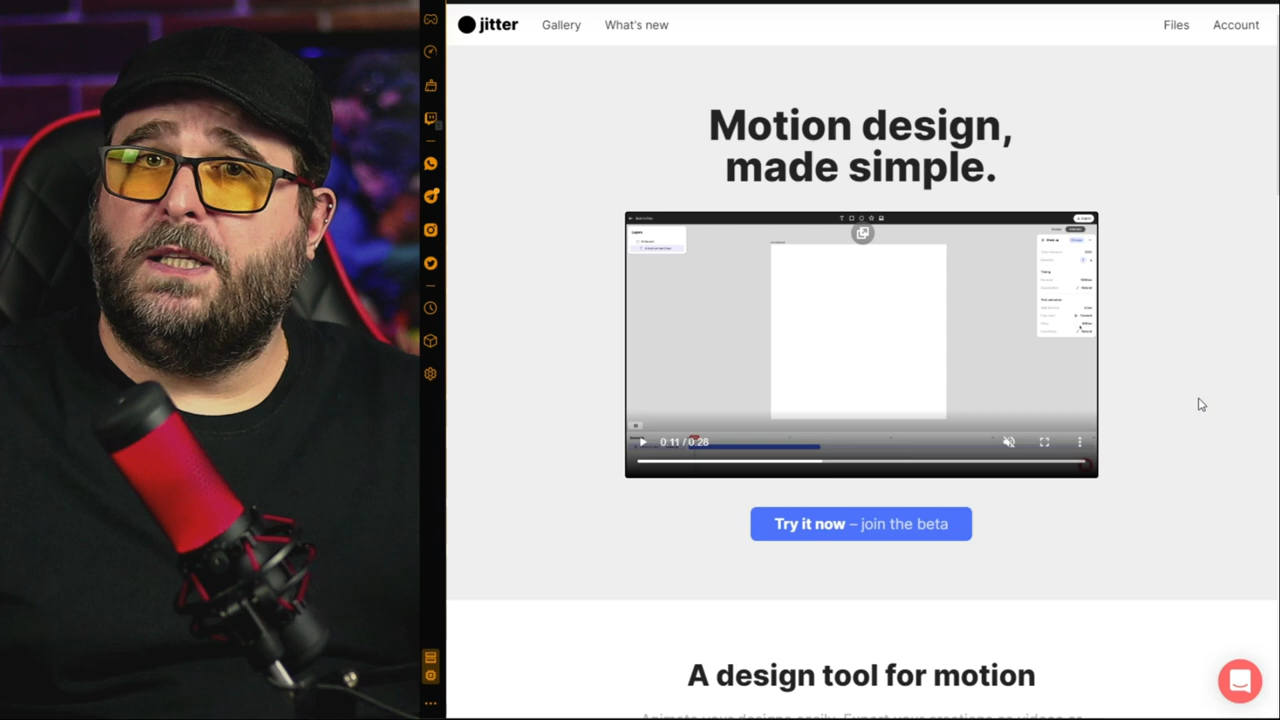 jitter
Gallery
What's new
Files
Account
Motion design,
made simple.
Layers
0:11 / 0:28
Try it now – join the beta
A design tool for motion